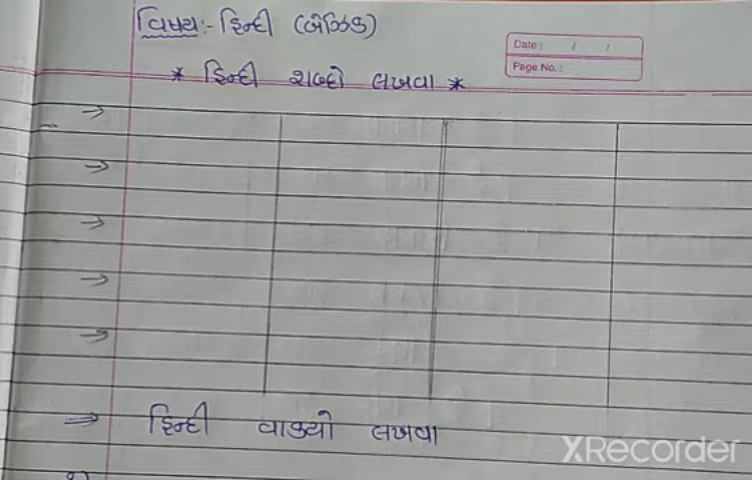 વિષય:- હિન્દી (બેઝિક)
Date: / /
Page No.:
* હિન્દી શબ્દો લખવા *
→
→
→
→
→
⇒ હિન્દી વાક્યો લખવા
XRecorder